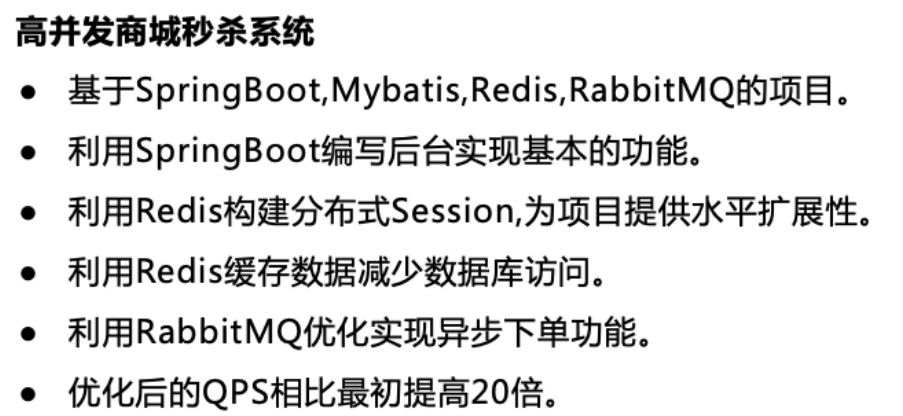 高并发商城秒杀系统
● 基于SpringBoot,Mybatis,Redis,RabbitMQ的项目。
● 利用SpringBoot编写后台实现基本的功能。
● 利用Redis构建分布式Session,为项目提供水平扩展性。
● 利用Redis缓存数据减少数据库访问。
● 利用RabbitMQ优化实现异步下单功能。
● 优化后的QPS相比最初提高20倍。